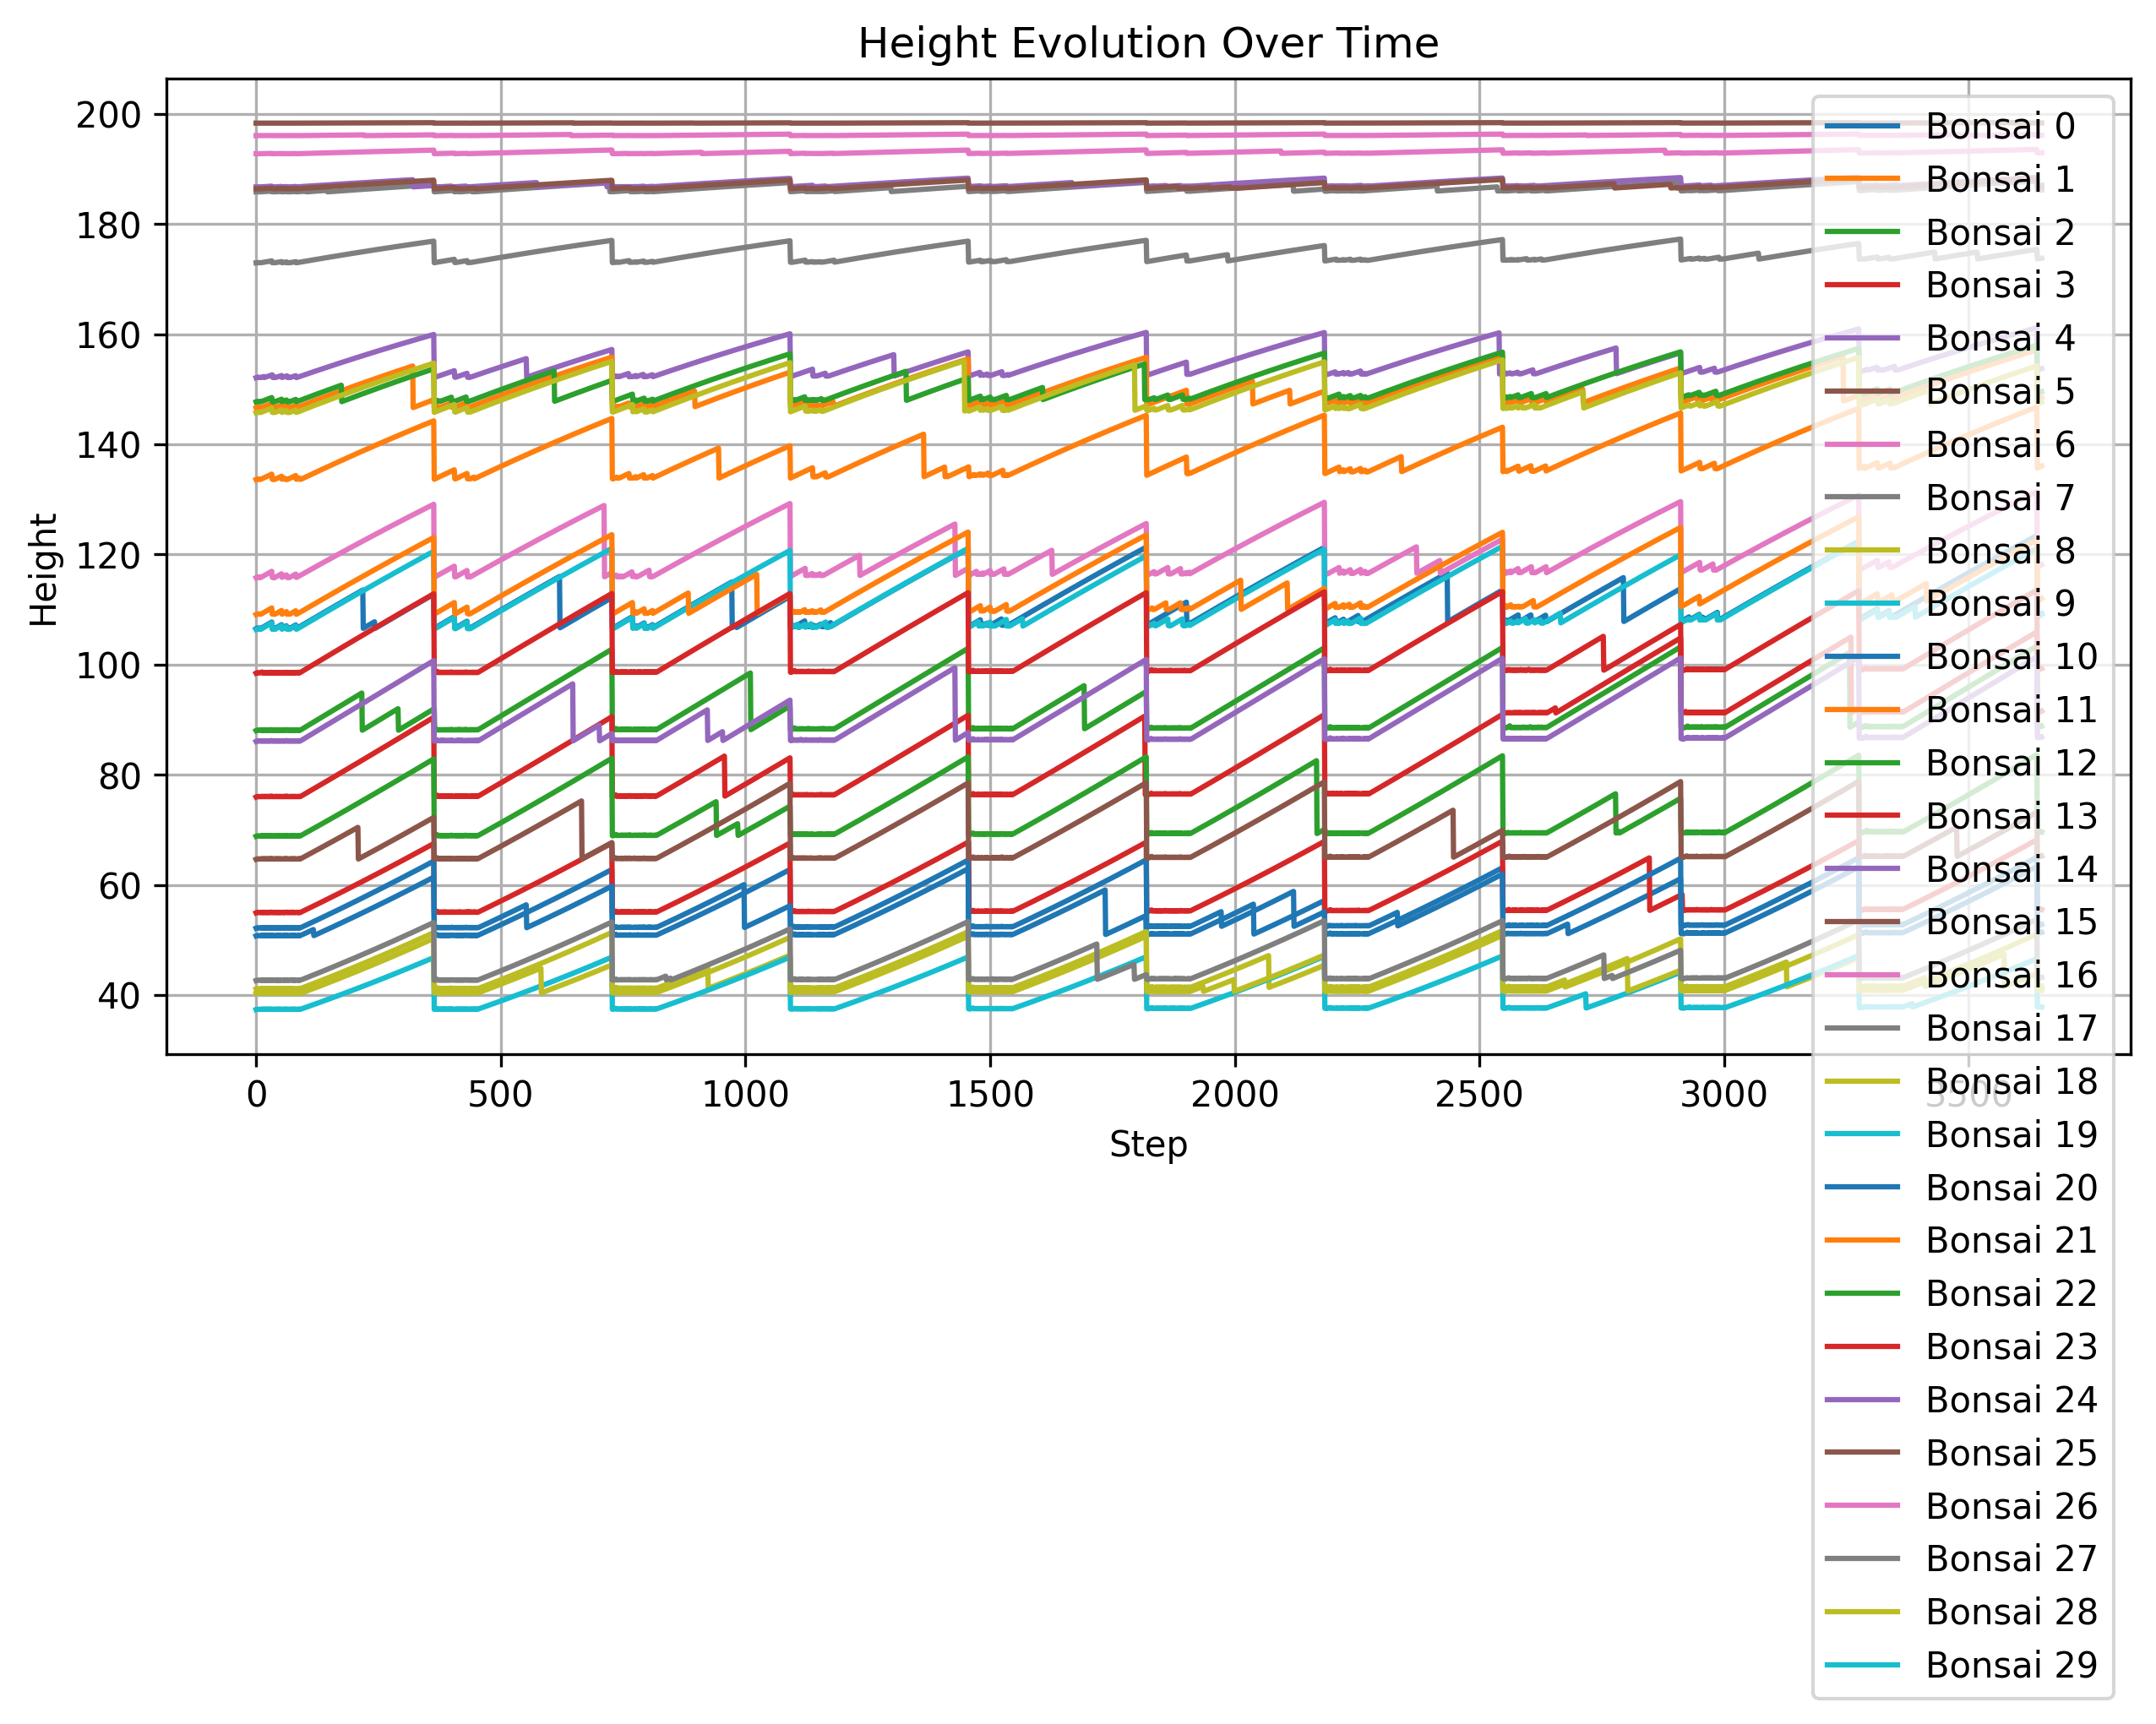 Height Evolution Over Time
Height
200
180
160
140
120
100
80
60
40
0
500
1000
1500
2000
2500
3000
3500
Step
Bonsai 0
Bonsai 1
Bonsai 2
Bonsai 3
Bonsai 4
Bonsai 5
Bonsai 6
Bonsai 7
Bonsai 8
Bonsai 9
Bonsai 10
Bonsai 11
Bonsai 12
Bonsai 13
Bonsai 14
Bonsai 15
Bonsai 16
Bonsai 17
Bonsai 18
Bonsai 19
Bonsai 20
Bonsai 21
Bonsai 22
Bonsai 23
Bonsai 24
Bonsai 25
Bonsai 26
Bonsai 27
Bonsai 28
Bonsai 29